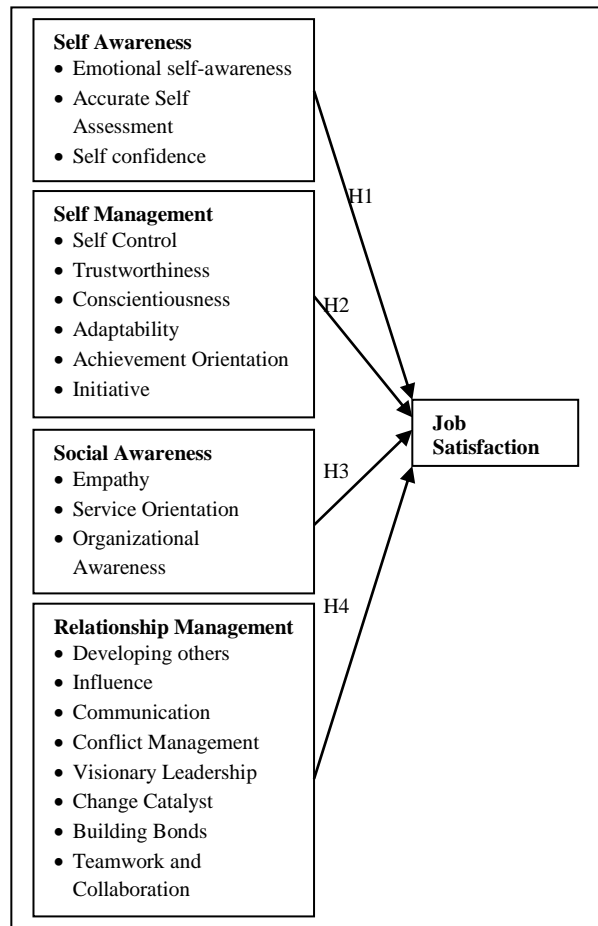 Self Awareness
• Emotional self-awareness
• Accurate Self
Assessment
• Self confidence
H1
Self Management
• Self Control
• Trustworthiness
• Conscientiousness
• Adaptability
• Achievement Orientation
• Initiative
H2
Job
Satisfaction
Social Awareness
• Empathy
• Service Orientation
• Organizational
Awareness
H3
Relationship Management
• Developing others
• Influence
• Communication
• Conflict Management
• Visionary Leadership
• Change Catalyst
• Building Bonds
• Teamwork and
Collaboration
H4